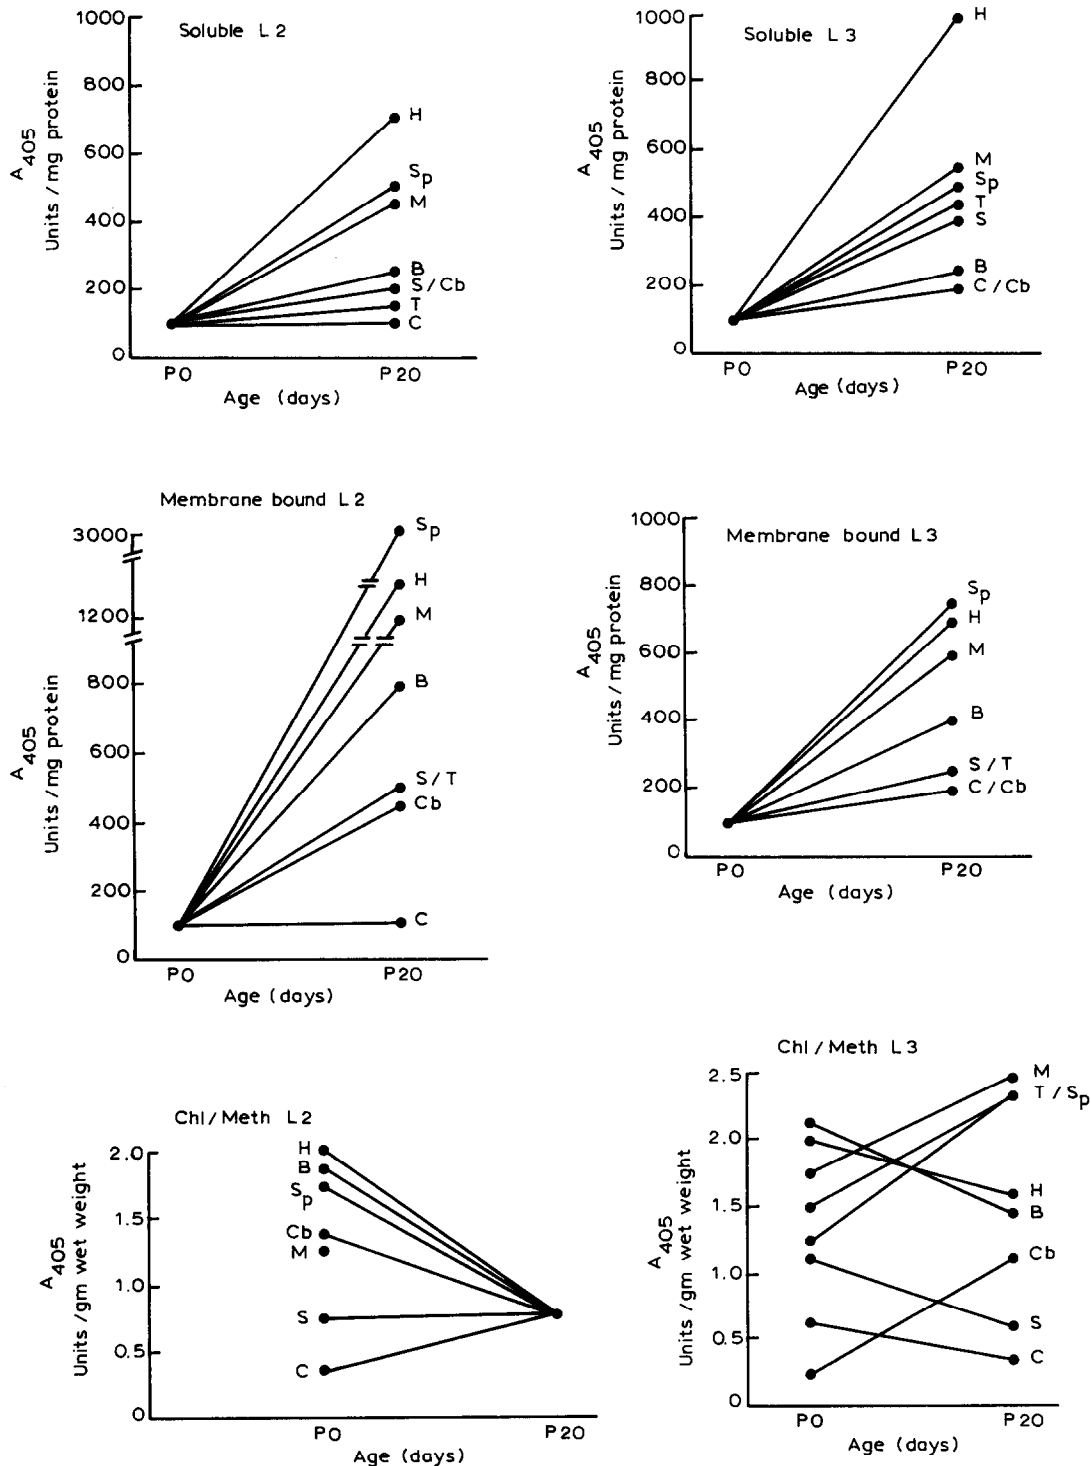 Soluble L2
A405
Units / mg protein
1000
800
600
400
200
0
H
Sp
M
B
S/Cb
T
C
P0
P20
Age (days)
Soluble L3
A405
Units / mg protein
1000
800
600
400
200
0
H
M
Sp
T
S
B
C/Cb
P0
P20
Age (days)
Membrane bound L2
A405
Units / mg protein
3000
1200
800
600
400
200
0
Sp
H
M
B
S/T
Cb
C
P0
P20
Age (days)
Membrane bound L3
A405
Units / mg protein
1000
800
600
400
200
0
Sp
H
M
B
S/T
C/Cb
P0
P20
Age (days)
Chl/Meth L2
A405
Units /gm wet weight
2.0
1.5
1.0
0.5
0
H
B
Sp
Cb
M
S
C
P0
P20
Age (days)
Chl/Meth L3
A405
Units /gm wet weight
2.5
2.0
1.5
1.0
0.5
0
M
T/Sp
H
B
Cb
S
C
P0
P20
Age (days)